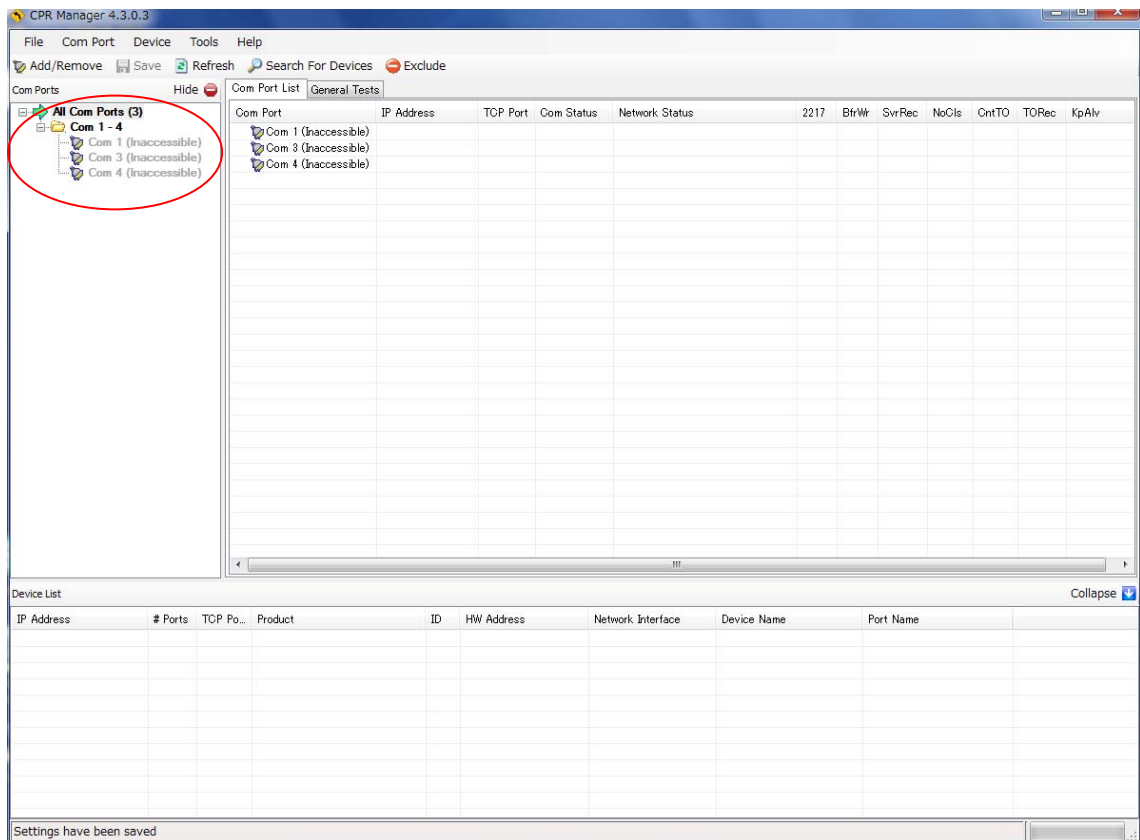 CPR Manager 4.3.0.3
File Com Port Device Tools Help
Add/Remove Save Refresh Search For Devices Exclude
Com Ports Hide
All Com Ports (3)
Com 1 - 4
Com 1 (Inaccessible)
Com 3 (Inaccessible)
Com 4 (Inaccessible)
Com Port List General Tests
Com Port IP Address TCP Port Com Status Network Status 2217 BfrWr SvrRec NoCls CntTO TORec KpAlv
Com 1 (Inaccessible)
Com 3 (Inaccessible)
Com 4 (Inaccessible)
Device List Collapse
IP Address # Ports TCP Po... Product ID HW Address Network Interface Device Name Port Name
Settings have been saved